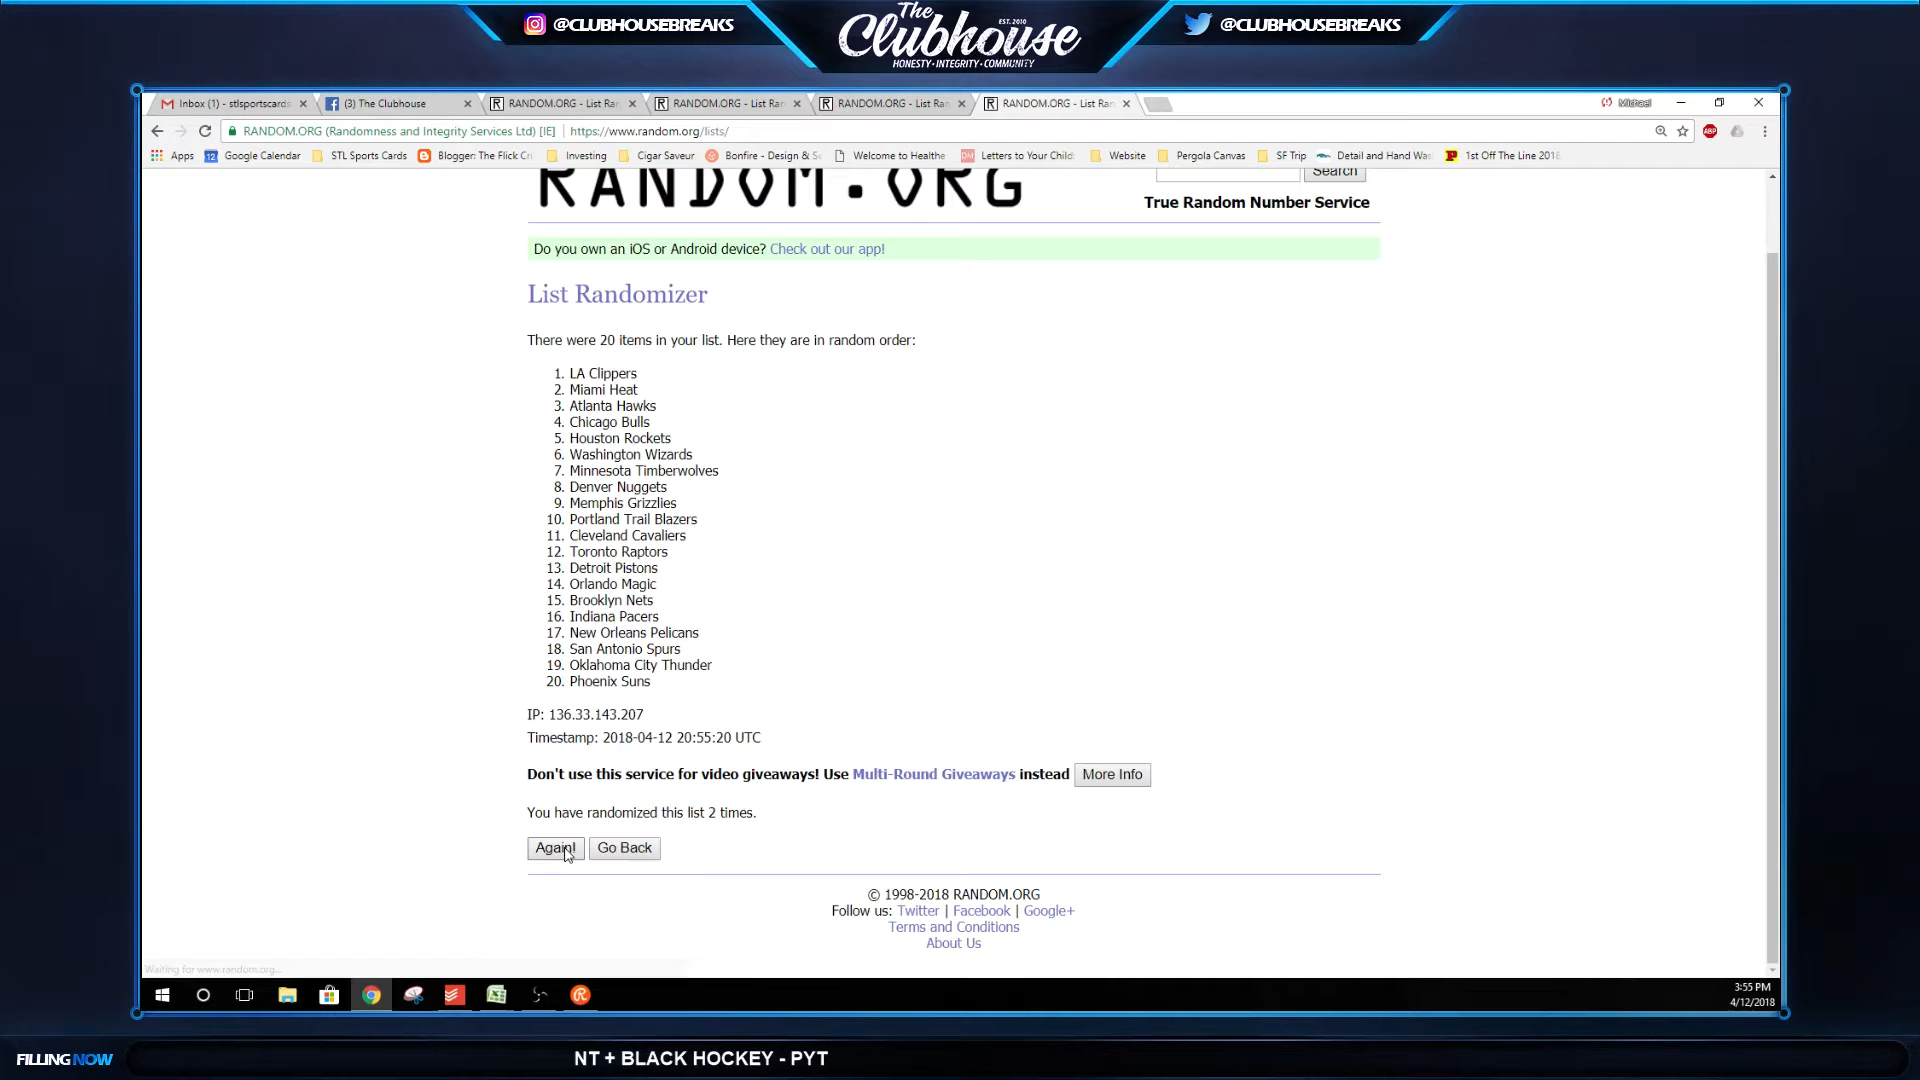 @CLUBHOUSEBREAKS
The Clubhouse
EST. 2010
HONESTY • INTEGRITY • COMMUNITY
@CLUBHOUSEBREAKS
Inbox (1) - stlsportscards
(3) The Clubhouse
RANDOM.ORG - List Ran
RANDOM.ORG - List Ran
RANDOM.ORG - List Ran
RANDOM.ORG - List Ran
Michael
RANDOM.ORG (Randomness and Integrity Services Ltd) [IE] https://www.random.org/lists/
Apps Google Calendar STL Sports Cards Blogger: The Flick Cri Investing Cigar Saveur Bonfire - Design & Se Welcome to Healthe Letters to Your Child: Website Pergola Canvas SF Trip Detail and Hand Was 1st Off The Line 2018
RANDOM.ORG
Search
True Random Number Service
Do you own an iOS or Android device? Check out our app!
List Randomizer
There were 20 items in your list. Here they are in random order:
1. LA Clippers
2. Miami Heat
3. Atlanta Hawks
4. Chicago Bulls
5. Houston Rockets
6. Washington Wizards
7. Minnesota Timberwolves
8. Denver Nuggets
9. Memphis Grizzlies
10. Portland Trail Blazers
11. Cleveland Cavaliers
12. Toronto Raptors
13. Detroit Pistons
14. Orlando Magic
15. Brooklyn Nets
16. Indiana Pacers
17. New Orleans Pelicans
18. San Antonio Spurs
19. Oklahoma City Thunder
20. Phoenix Suns
IP: 136.33.143.207
Timestamp: 2018-04-12 20:55:20 UTC
Don't use this service for video giveaways! Use Multi-Round Giveaways instead More Info
You have randomized this list 2 times.
Again! Go Back
© 1998-2018 RANDOM.ORG
Follow us: Twitter | Facebook | Google+
Terms and Conditions
About Us
Waiting for www.random.org...
3:55 PM
4/12/2018
FILLING NOW
NT + BLACK HOCKEY - PYT